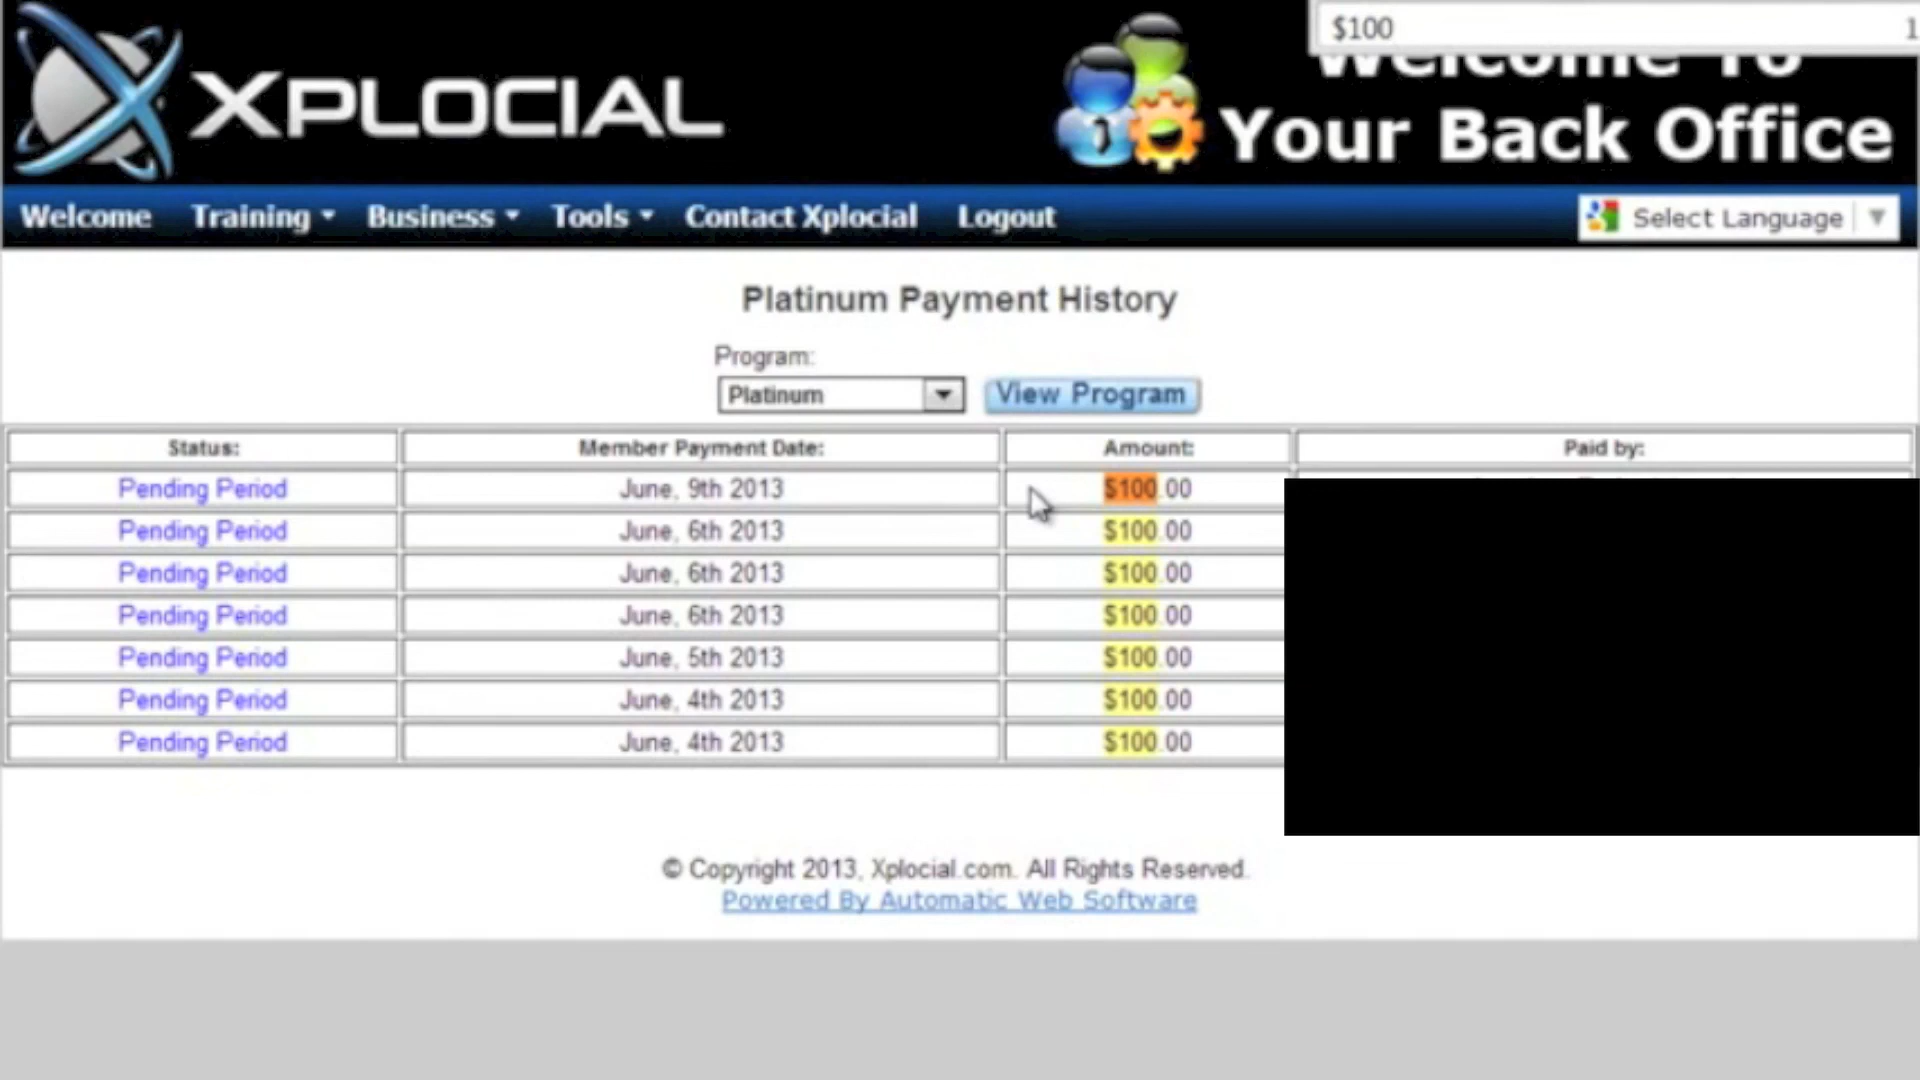 $100 1
XPLOCIAL
Welcome To
Your Back Office
Welcome Training Business Tools Contact Xplocial Logout Select Language
Platinum Payment History
Program:
Platinum View Program
Status: Member Payment Date: Amount: Paid by:
Pending Period June, 9th 2013 $100.00
Pending Period June, 6th 2013 $100.00
Pending Period June, 6th 2013 $100.00
Pending Period June, 6th 2013 $100.00
Pending Period June, 5th 2013 $100.00
Pending Period June, 4th 2013 $100.00
Pending Period June, 4th 2013 $100.00
© Copyright 2013, Xplocial.com. All Rights Reserved.
Powered By Automatic Web Software